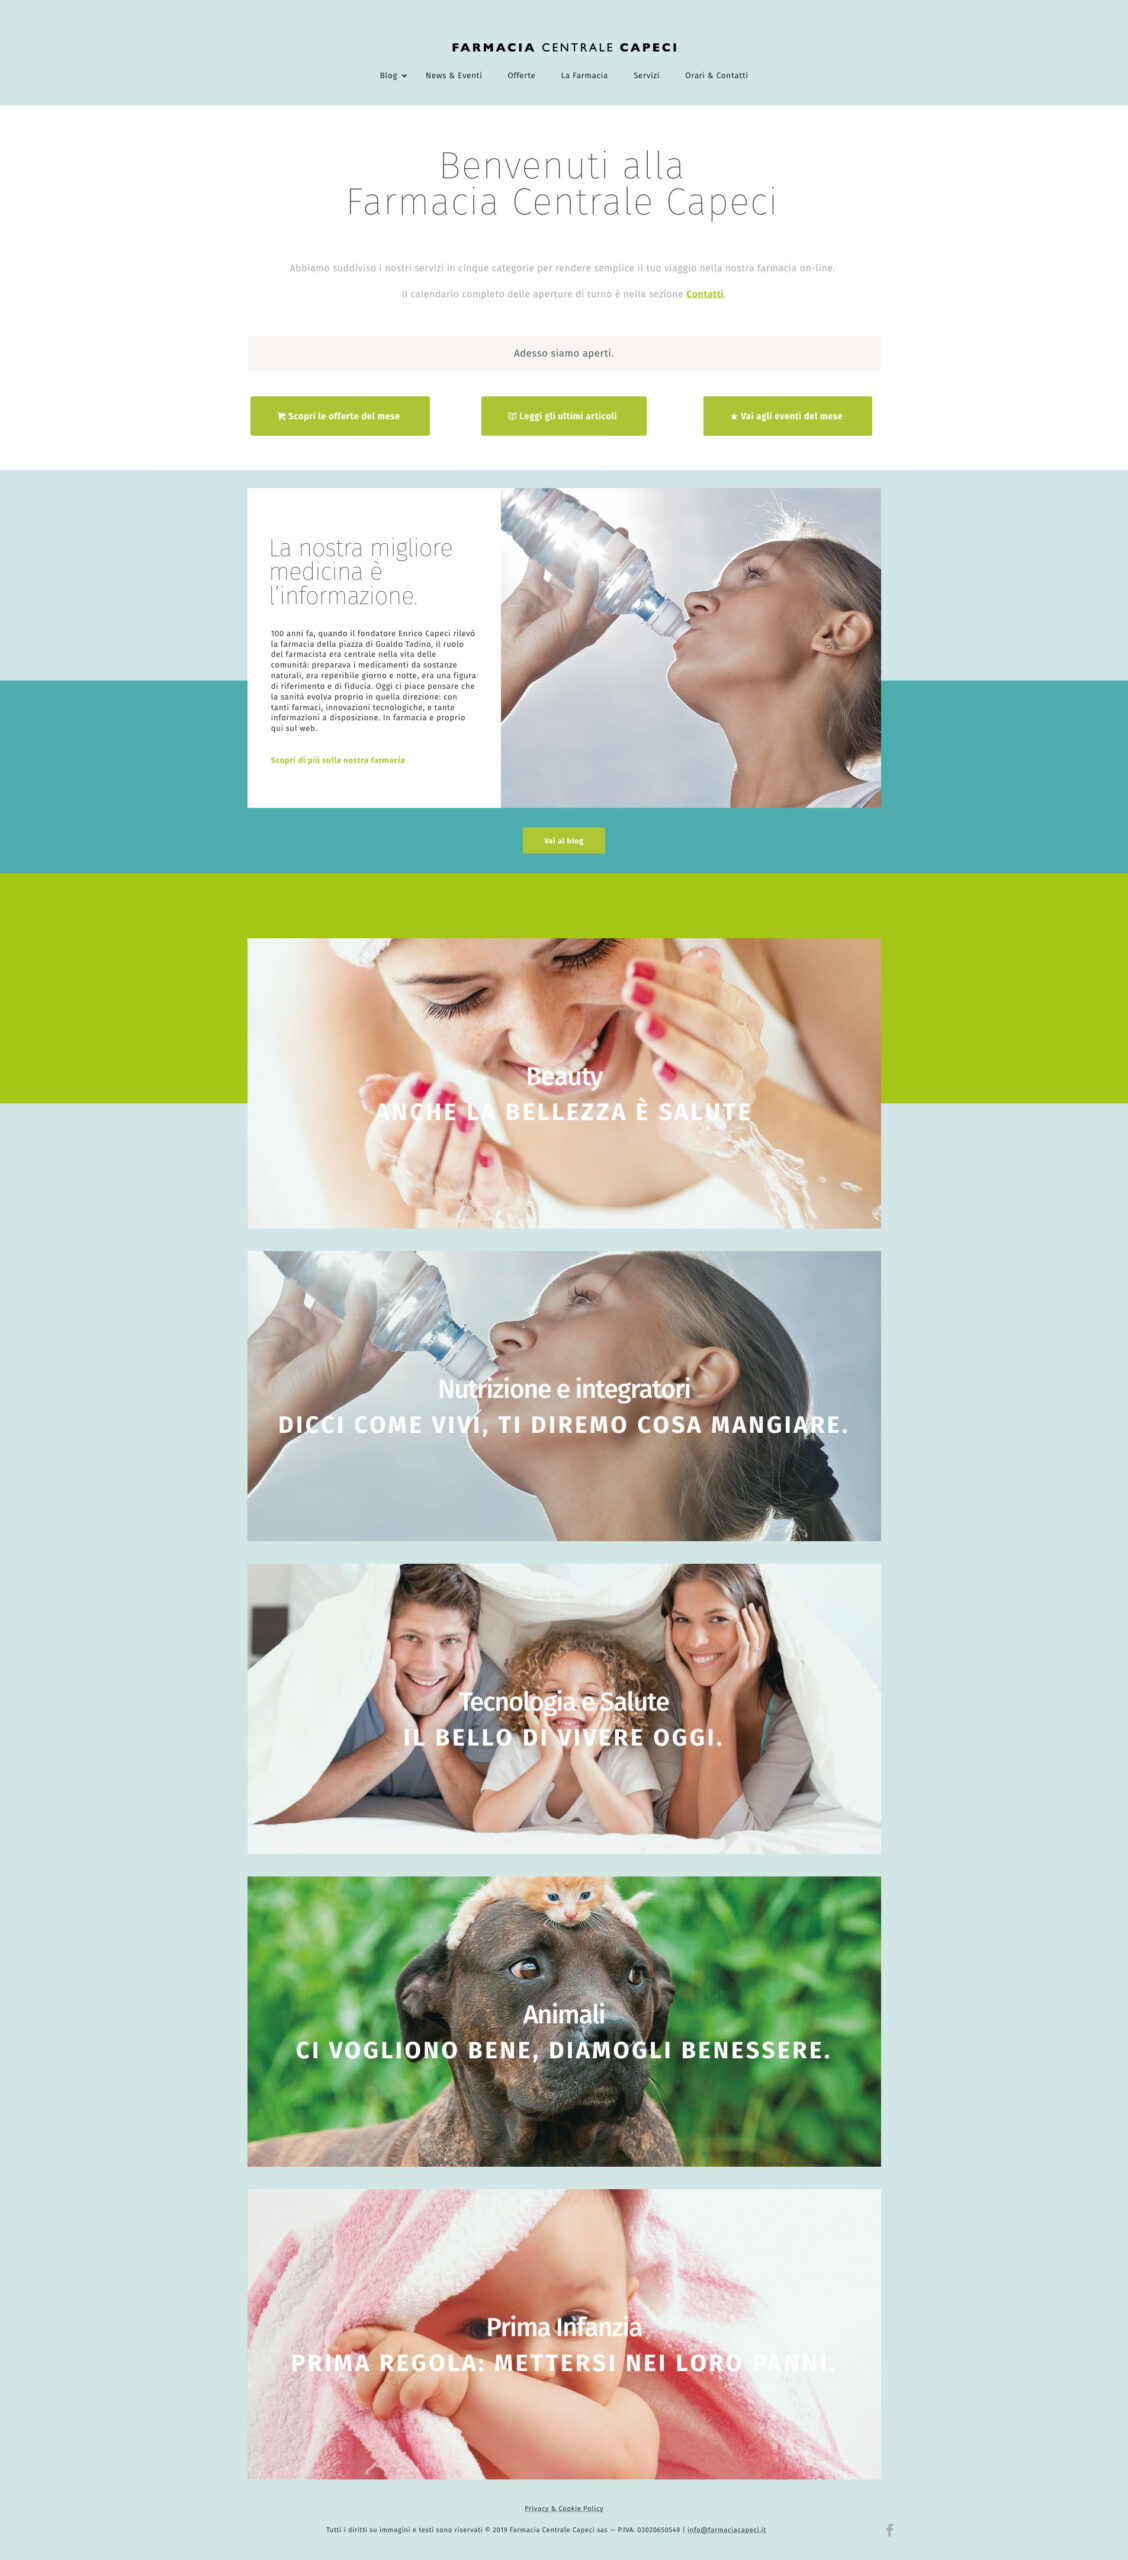 FARMACIA CENTRALE CAPECI
Blog News & Eventi Offerte La Farmacia Servizi Orari & Contatti
Benvenuti alla
Farmacia Centrale Capeci
Abbiamo suddiviso i nostri servizi in cinque categorie per rendere semplice il tuo viaggio nella nostra farmacia on-line.
Il calendario completo delle aperture di turno è nella sezione Contatti.
Adesso siamo aperti.
Scopri le offerte del mese
Leggi gli ultimi articoli
Vai agli eventi del mese
La nostra migliore
medicina è
l'informazione.
100 anni fa, quando il fondatore Enrico Capeci rilevó
la farmacia della piazza di Gualdo Tadino, il ruolo
del farmacista era centrale nella vita delle
comunità: preparava i medicamenti da sostanze
naturali, era reperibile giorno e notte, era una figura
di riferimento e di fiducia. Oggi ci piace pensare che
la sanità evolva proprio in quella direzione: con
tanti farmaci, innovazioni tecnologiche, e tante
informazioni a disposizione. In farmacia e proprio
qui sul web.
Scopri di piú sulla nostra farmacia
Vai al blog
Beauty
ANCHE LA BELLEZZA È SALUTE
Nutrizione e integratori
DICCI COME VIVI, TI DIREMO COSA MANGIARE.
Tecnologia e Salute
IL BELLO DI VIVERE OGGI.
Animali
CI VOGLIONO BENE, DIAMOGLI BENESSERE.
Prima Infanzia
PRIMA REGOLA: METTERSI NEI LORO PANNI.
Privacy & Cookie Policy
Tutti i diritti su immagini e testi sono riservati © 2019 Farmacia Centrale Capeci sas — P.IVA: 03020650549 | info@farmaciacapeci.it